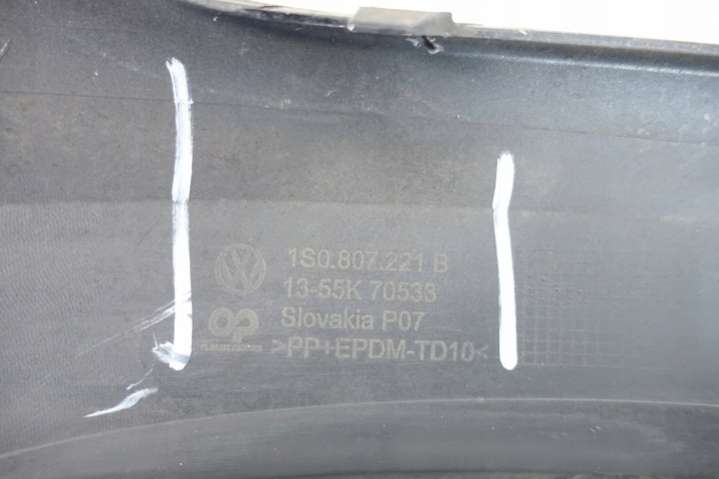 1S0.807.221 B
13-55K 70533
Slovakia P07
>PP+EPDM-TD10<